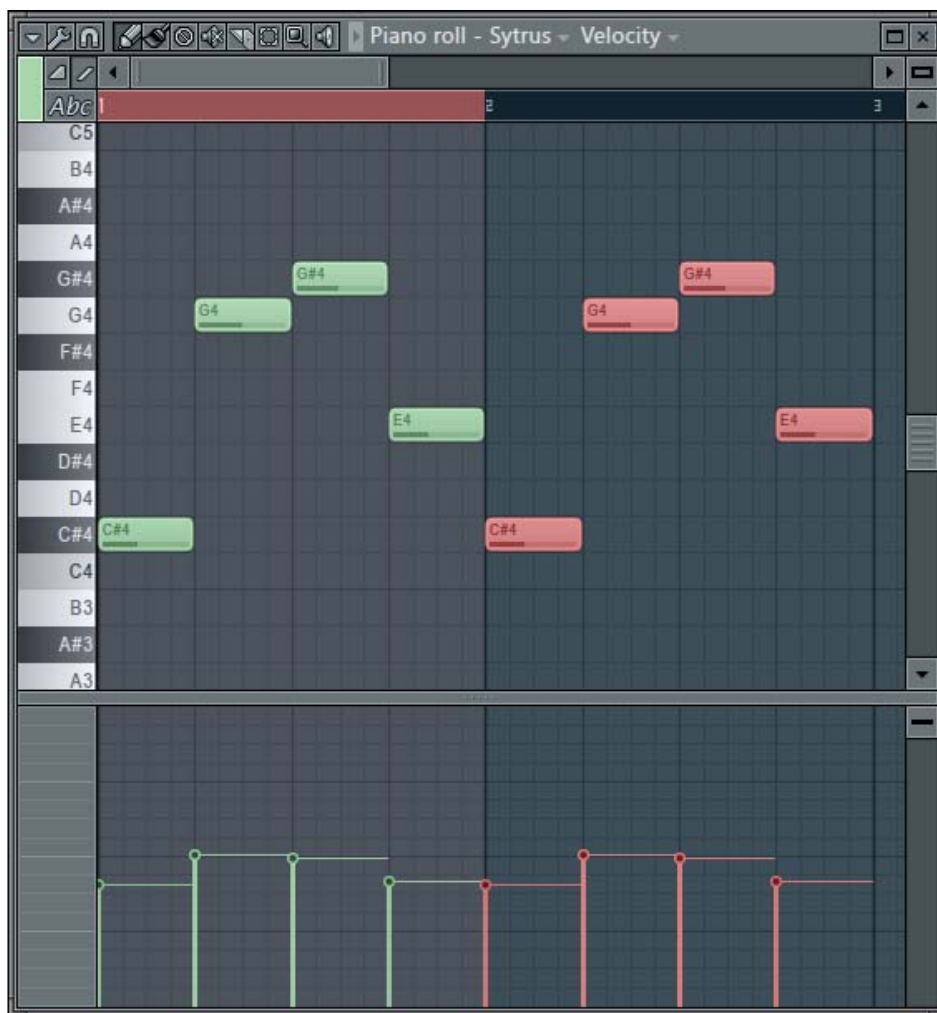 Piano roll - Sytrus Velocity
Abc 1 2 3
C5
B4
A#4
A4
G#4 G#4 G#4
G4 G4 G4
F#4
F4
E4 E4 E4
D#4
D4
C#4 C#4 C#4
C4
B3
A#3
A3